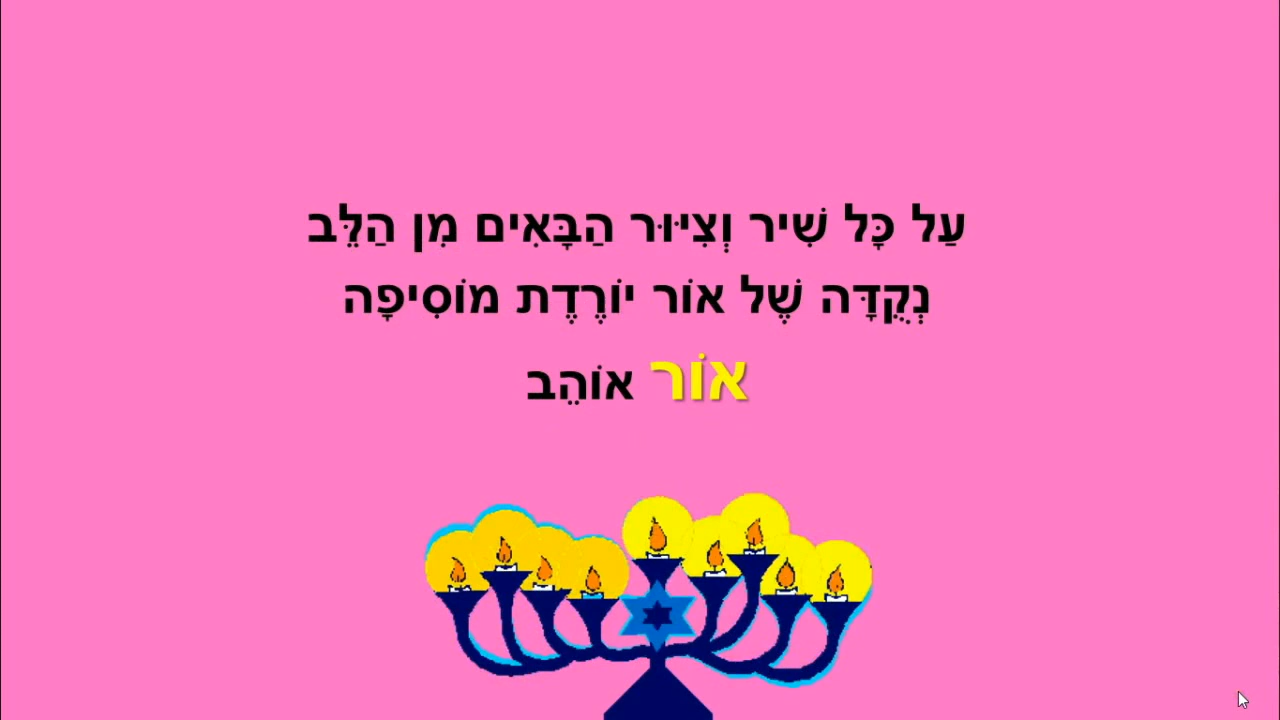 עַל כָּל שִׁיר וְצִיּוּר הַבָּאִים מִן הַלֵּב
נְקֻדָּה שֶׁל אוֹר יוֹרֶדֶת מוֹסִיפָה
אוֹר אוֹהֵב